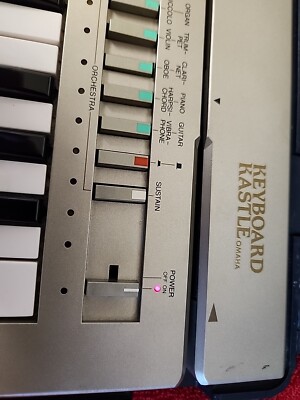 ORGAN
TRUM-
PET
PICCOLO
VIOLIN
CLARI-
NET
OBOE
PIANO
GUITAR
HARPSI-
CHORD
VIBRA-
PHONE
ORCHESTRA
SUSTAIN
POWER
OFF ON
KEYBOARD
KASTLE
OMAHA